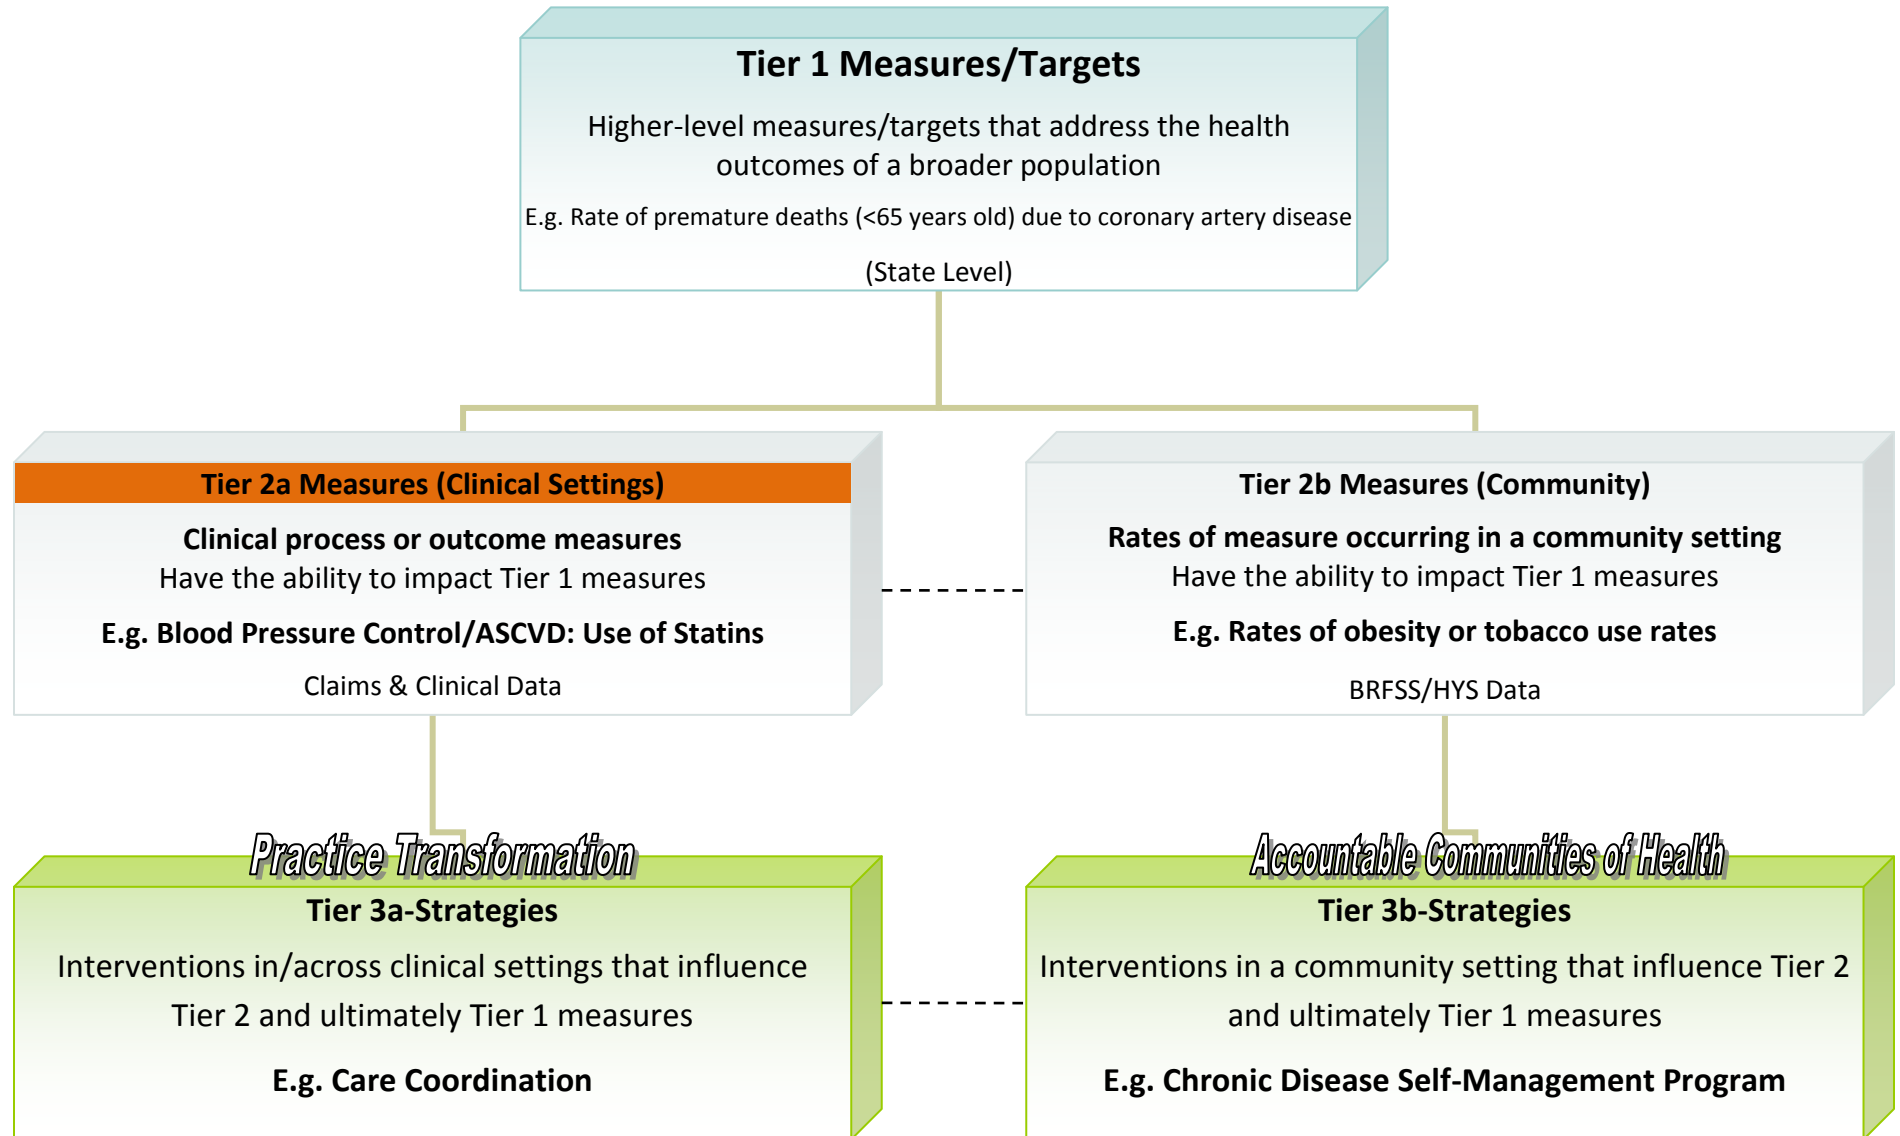 Tier 1 Measures/Targets
Higher-level measures/targets that address the health
outcomes of a broader population
E.g. Rate of premature deaths (<65 years old) due to coronary artery disease
(State Level)
Tier 2a Measures (Clinical Settings)
Clinical process or outcome measures
Have the ability to impact Tier 1 measures
E.g. Blood Pressure Control/ASCVD: Use of Statins
Claims & Clinical Data
Tier 2b Measures (Community)
Rates of measure occurring in a community setting
Have the ability to impact Tier 1 measures
E.g. Rates of obesity or tobacco use rates
BRFSS/HYS Data
Practice Transformation
Tier 3a-Strategies
Interventions in/across clinical settings that influence
Tier 2 and ultimately Tier 1 measures
E.g. Care Coordination
Accountable Communities of Health
Tier 3b-Strategies
Interventions in a community setting that influence Tier 2
and ultimately Tier 1 measures
E.g. Chronic Disease Self-Management Program